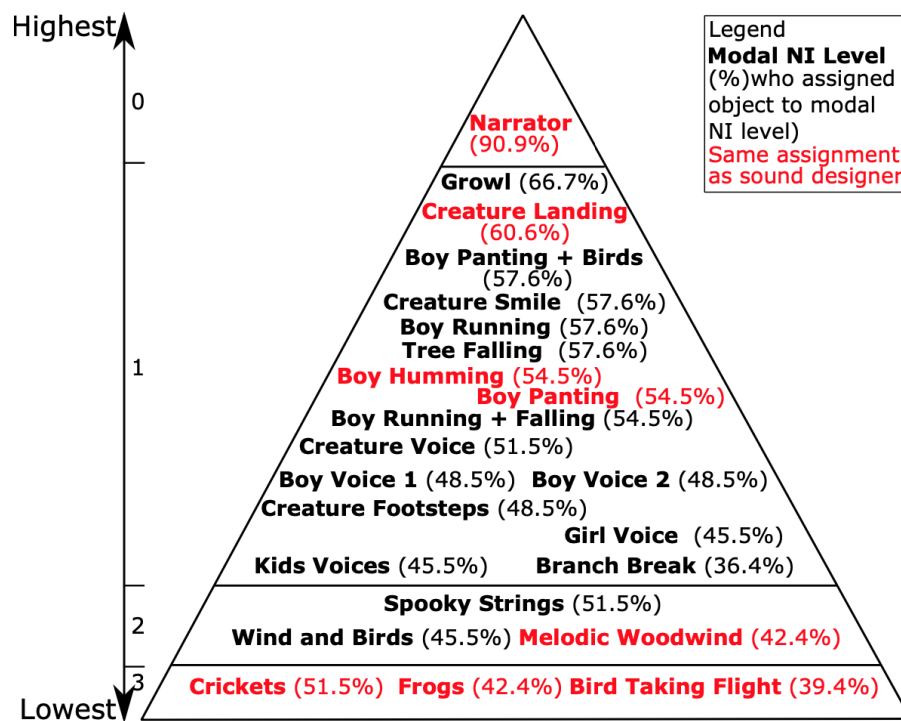 Highest
Legend
Modal NI Level
(%)who assigned
object to modal
NI level)
Same assignment
as sound designer
0
Narrator
(90.9%)
Growl (66.7%)
Creature Landing
(60.6%)
Boy Panting + Birds
(57.6%)
Creature Smile (57.6%)
Boy Running (57.6%)
Tree Falling (57.6%)
1
Boy Humming (54.5%)
Boy Panting (54.5%)
Boy Running + Falling (54.5%)
Creature Voice (51.5%)
Boy Voice 1 (48.5%) Boy Voice 2 (48.5%)
Creature Footsteps (48.5%)
Girl Voice (45.5%)
Kids Voices (45.5%) Branch Break (36.4%)
Spooky Strings (51.5%)
2
Wind and Birds (45.5%) Melodic Woodwind (42.4%)
3
Crickets (51.5%) Frogs (42.4%) Bird Taking Flight (39.4%)
Lowest